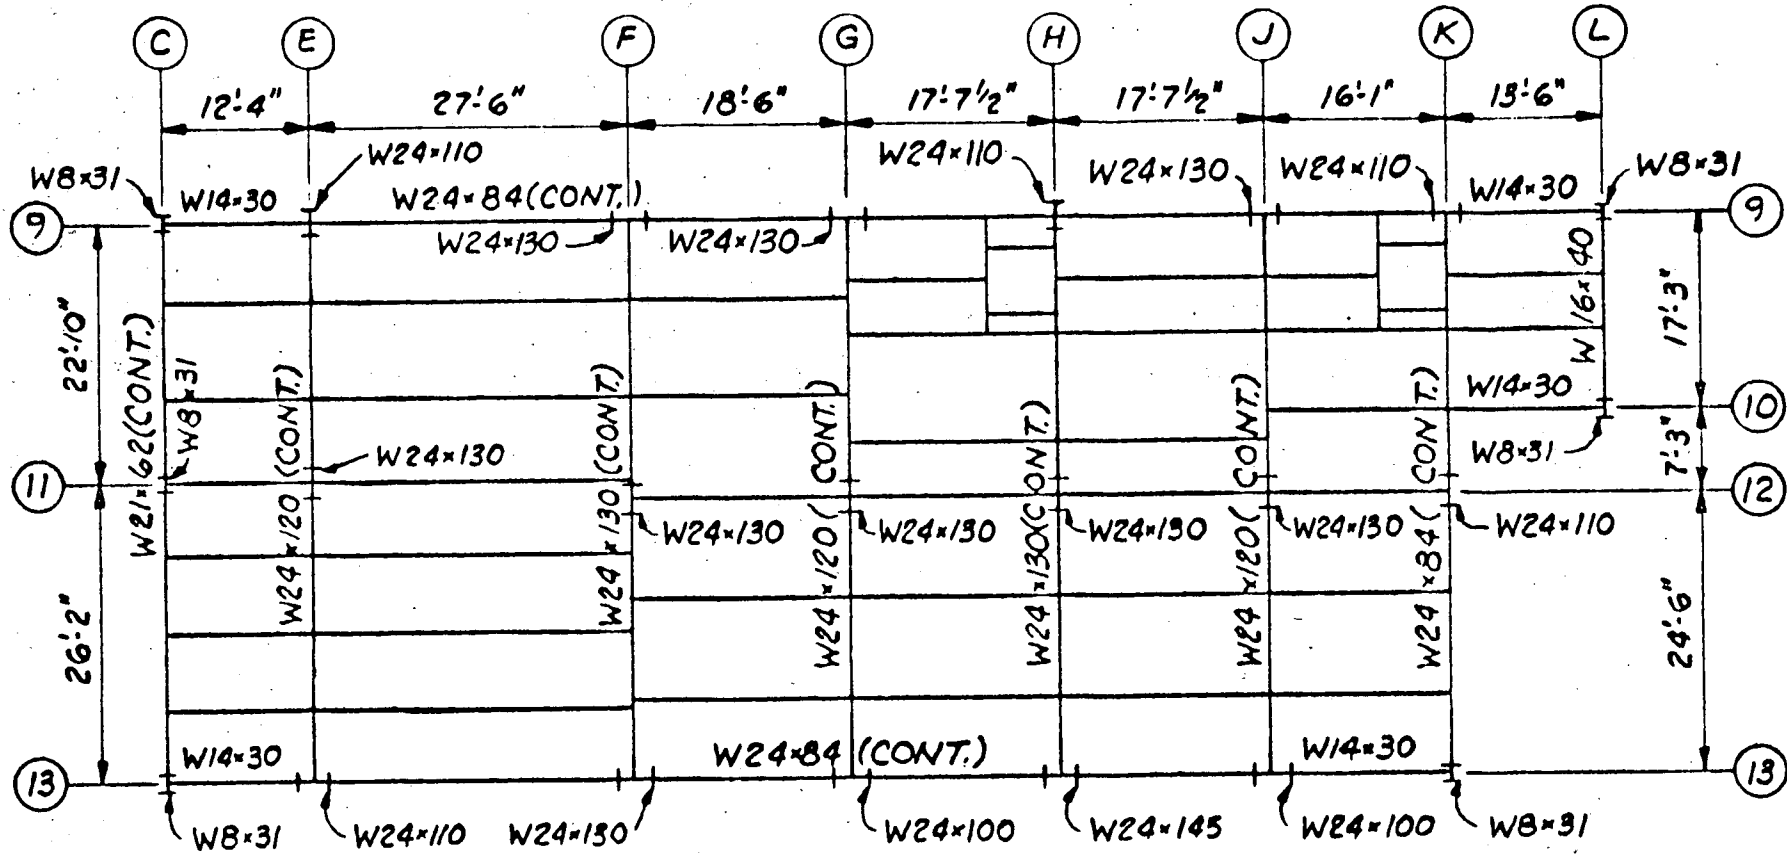 C E F G H J K L
12'-4" 27'-6" 18'-6" 17'-7 1/2" 17'-7 1/2" 16'-1" 13'-6"
W24×110 W24×110
W8×31 W14×30 W24×84 (CONT.) W24×130 W24×110 W14×30 W8×31
9 9
W24×130 W24×130
22'-10" W16×40 17'-3"
W21×62 (CONT.) W8×31 W24×120 (CONT.) W24×130 (CONT.) W24×120 (CONT.) W24×130 (CONT.) W24×120 (CONT.) W24×84 (CONT.)
W14×30
10
W24×130 W8×31 7'-3"
11 12
W24×130 W24×130 W24×130 W24×130 W24×110
26'-2" 24'-6"
W14×30 W24×84 (CONT.) W14×30
13 13
W8×31 W24×110 W24×130 W24×100 W24×145 W24×100 W8×31